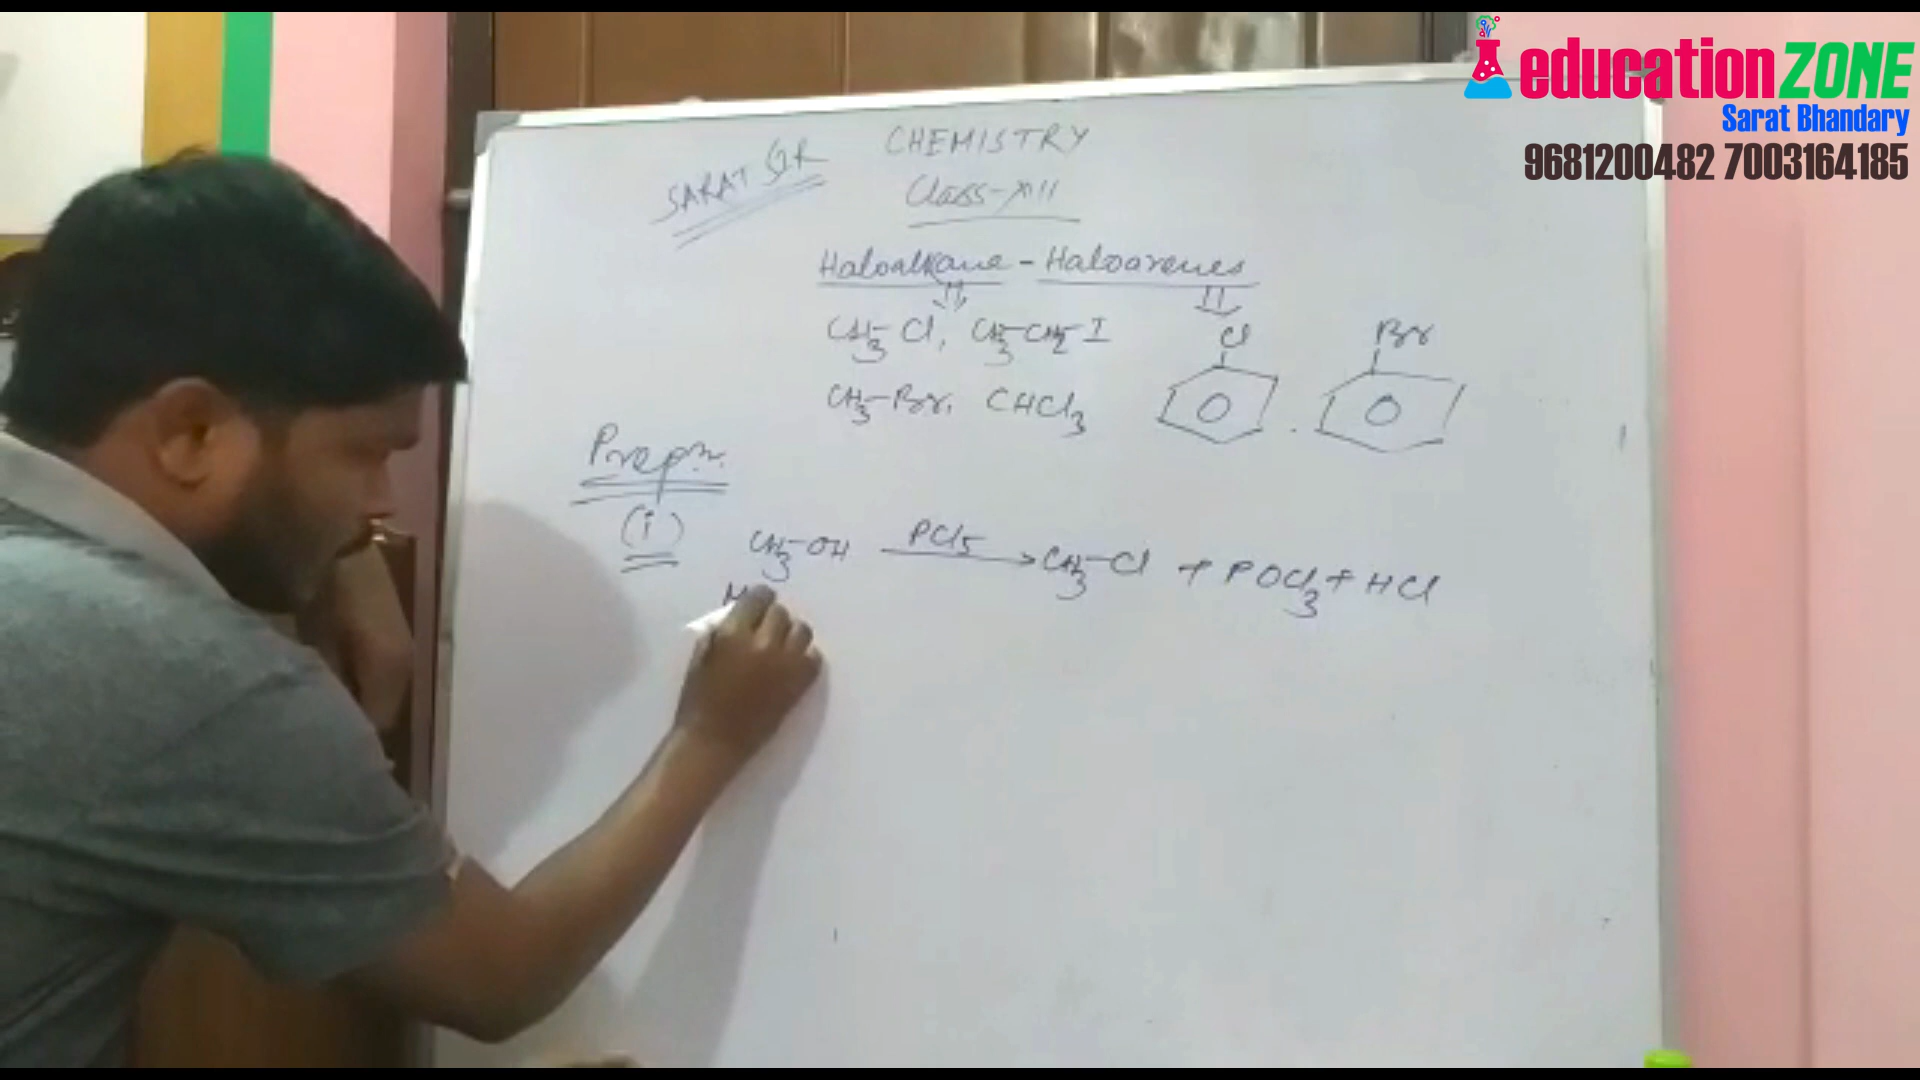 educationZONE
Sarat Bhandary
9681200482 7003164185
SARAT SIR
CHEMISTRY
Class-XII
Haloalkane - Haloarenes
CH3-Cl, CH3-CH2-I
Cl
Br
CH3-Br, CHCl3
Prepn.
(i)
CH3-OH PCl5 → CH3-Cl + POCl3 + HCl